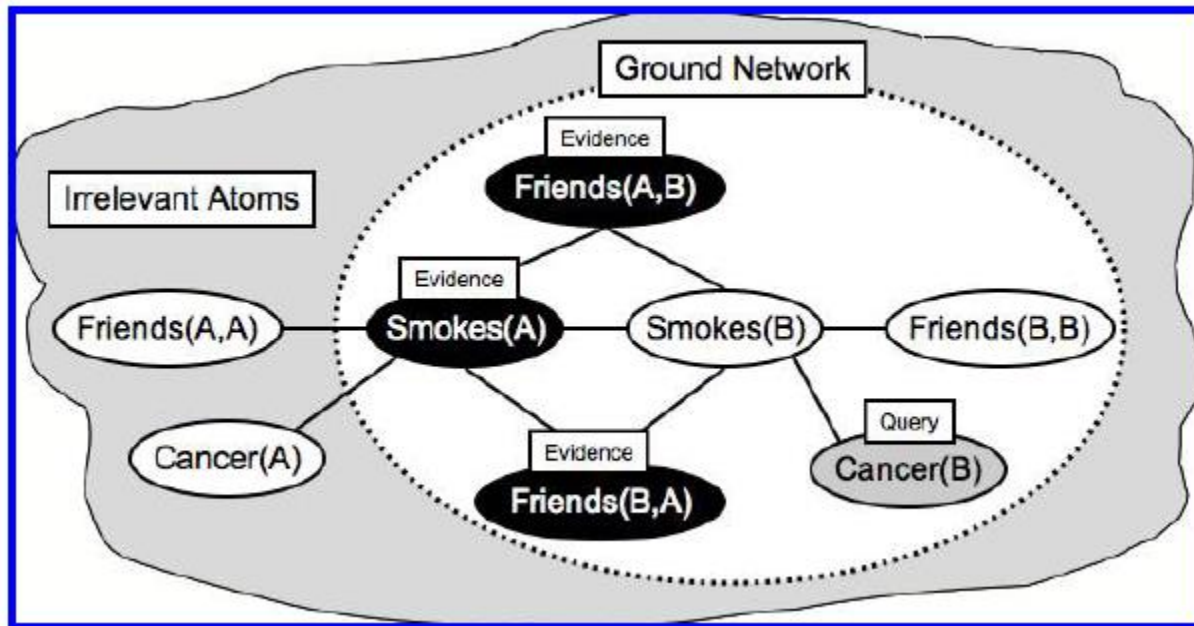 Ground Network
Evidence
Friends(A,B)
Irrelevant Atoms
Evidence
Friends(A,A)
Smokes(A)
Smokes(B)
Friends(B,B)
Cancer(A)
Evidence
Friends(B,A)
Query
Cancer(B)